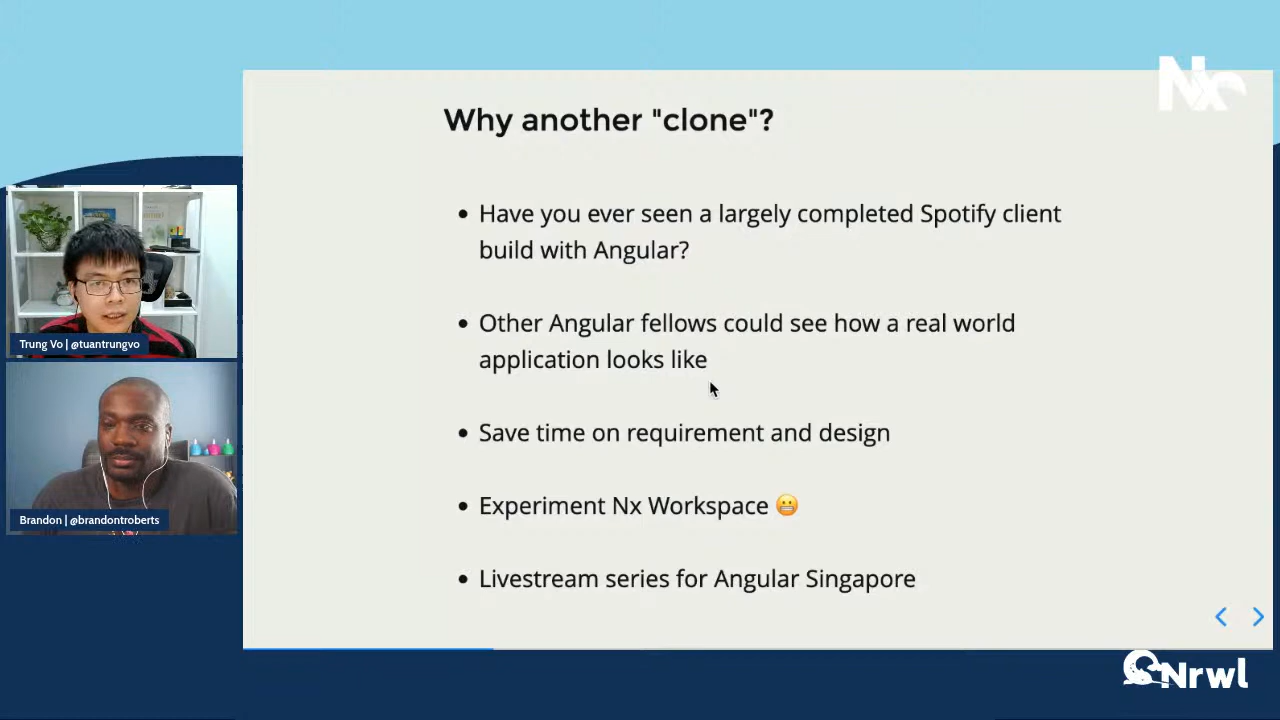 Nx
Why another "clone"?
• Have you ever seen a largely completed Spotify client
build with Angular?
• Other Angular fellows could see how a real world
application looks like
• Save time on requirement and design
• Experiment Nx Workspace 😬
• Livestream series for Angular Singapore
Trung Vo | @tuantrungvo
Brandon | @brandontroberts
Nrwl